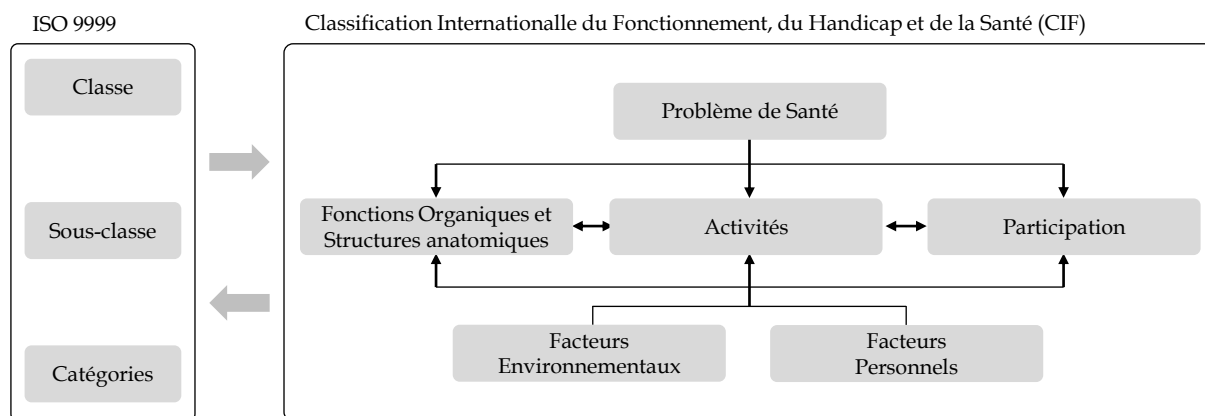 ISO 9999
Classification Internationalle du Fonctionnement, du Handicap et de la Santé (CIF)
Classe
Sous-classe
Catégories
Problème de Santé
Fonctions Organiques et
Structures anatomiques
Activités
Participation
Facteurs
Environnementaux
Facteurs
Personnels